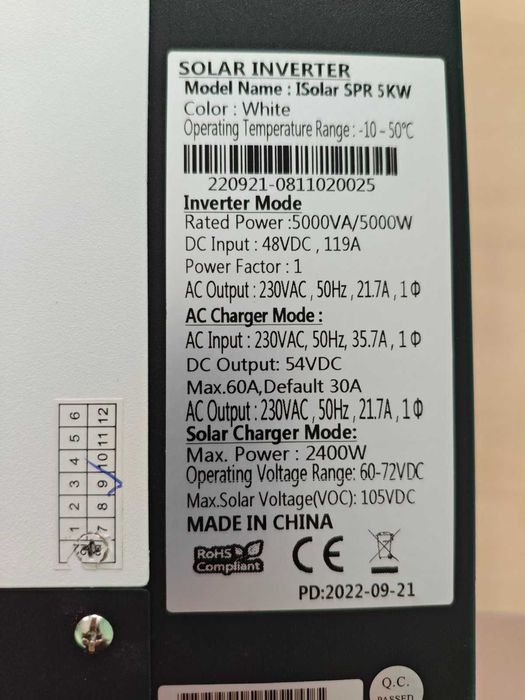 SOLAR INVERTER
Model Name : ISolar SPR 5KW
Color : White
Operating Temperature Range : -10 ~ 50℃
220921-0811020025
Inverter Mode
Rated Power :5000VA/5000W
DC Input : 48VDC , 119A
Power Factor : 1
AC Output : 230VAC , 50Hz , 21.7A , 1Φ
AC Charger Mode :
AC Input : 230VAC, 50Hz, 35.7A , 1Φ
DC Output: 54VDC
Max.60A,Default 30A
AC Output : 230VAC , 50Hz , 21.7A , 1Φ
Solar Charger Mode:
Max. Power : 2400W
Operating Voltage Range: 60-72VDC
Max.Solar Voltage(VOC): 105VDC
MADE IN CHINA
RoHS
Compliant
CE
PD:2022-09-21
1 2 3 4 5 6
7 8 9 10 11 12
Q.C.
PASSED